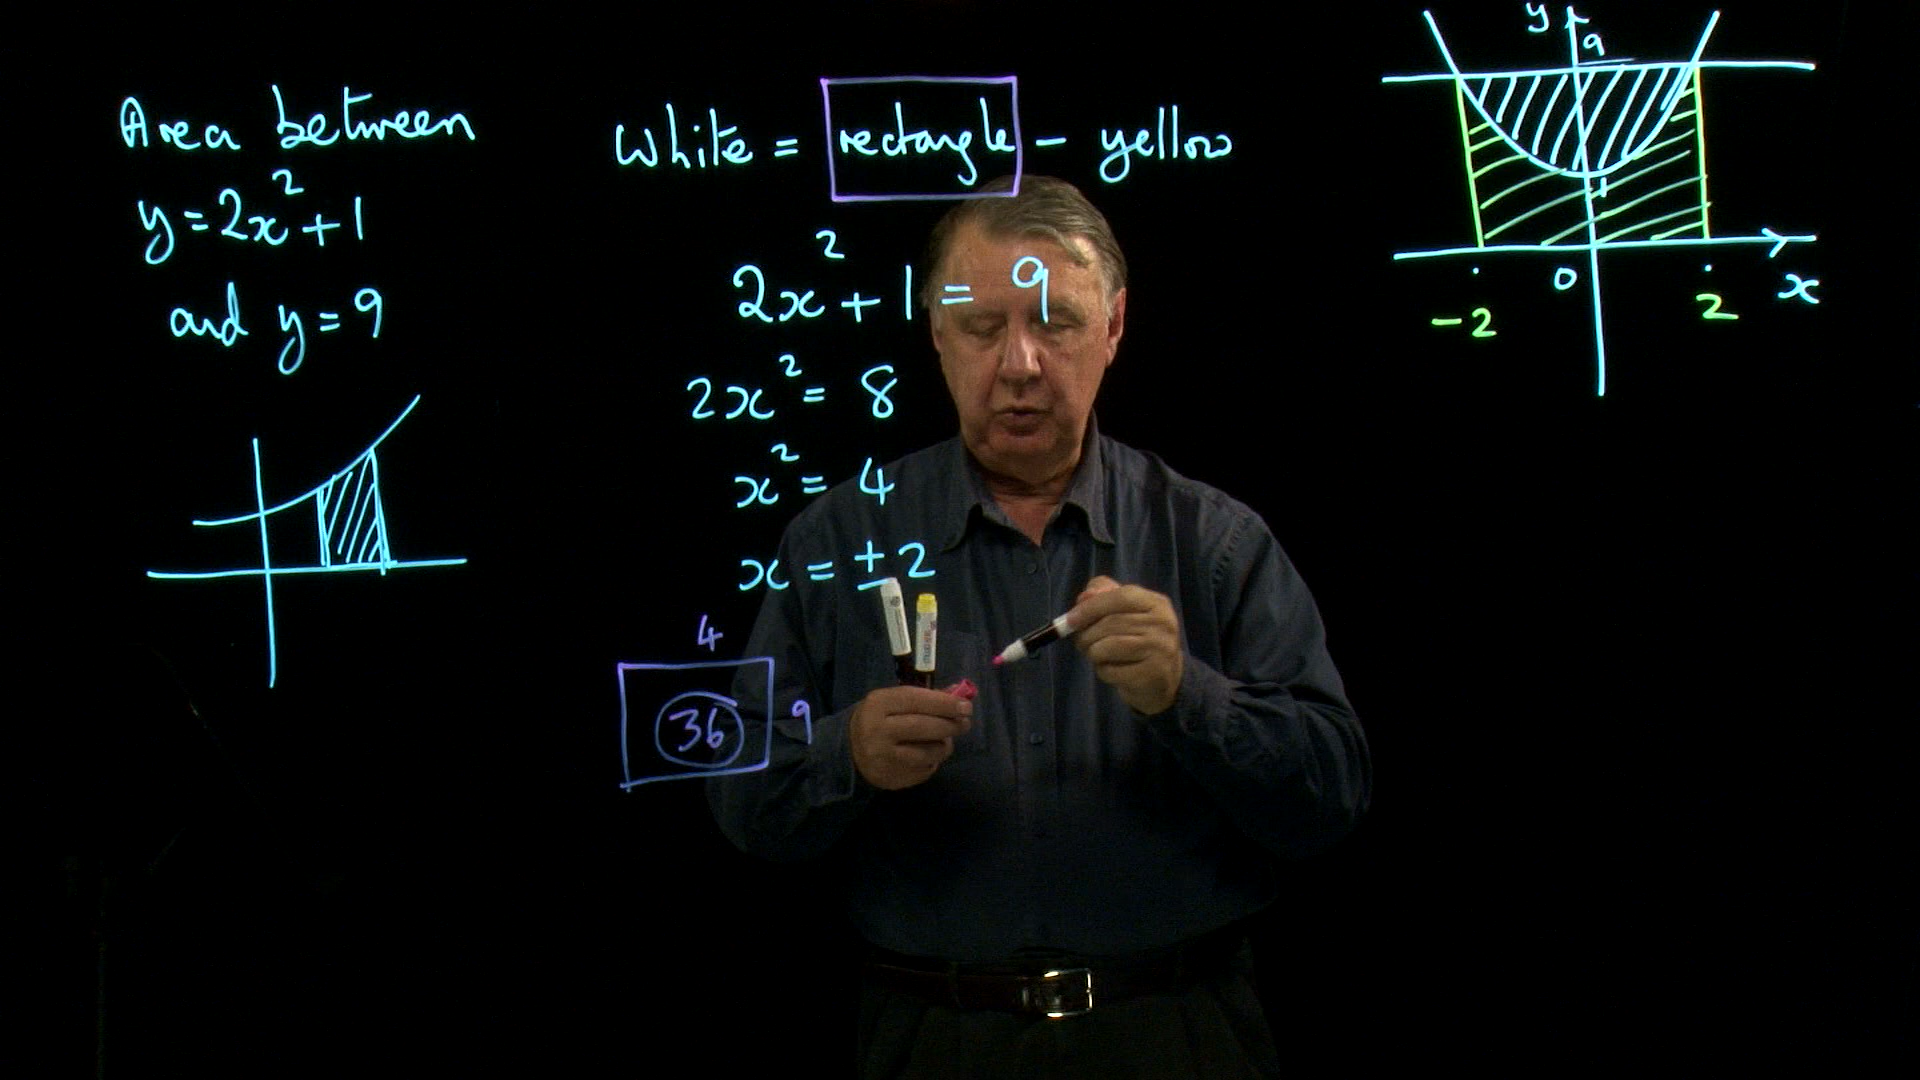 Area between
y = 2x² + 1
and y = 9
White = rectangle - yellow
2x² + 1 = 9
2x² = 8
x² = 4
x = ± 2
4
36
9
y
9
1
0
x
-2
2